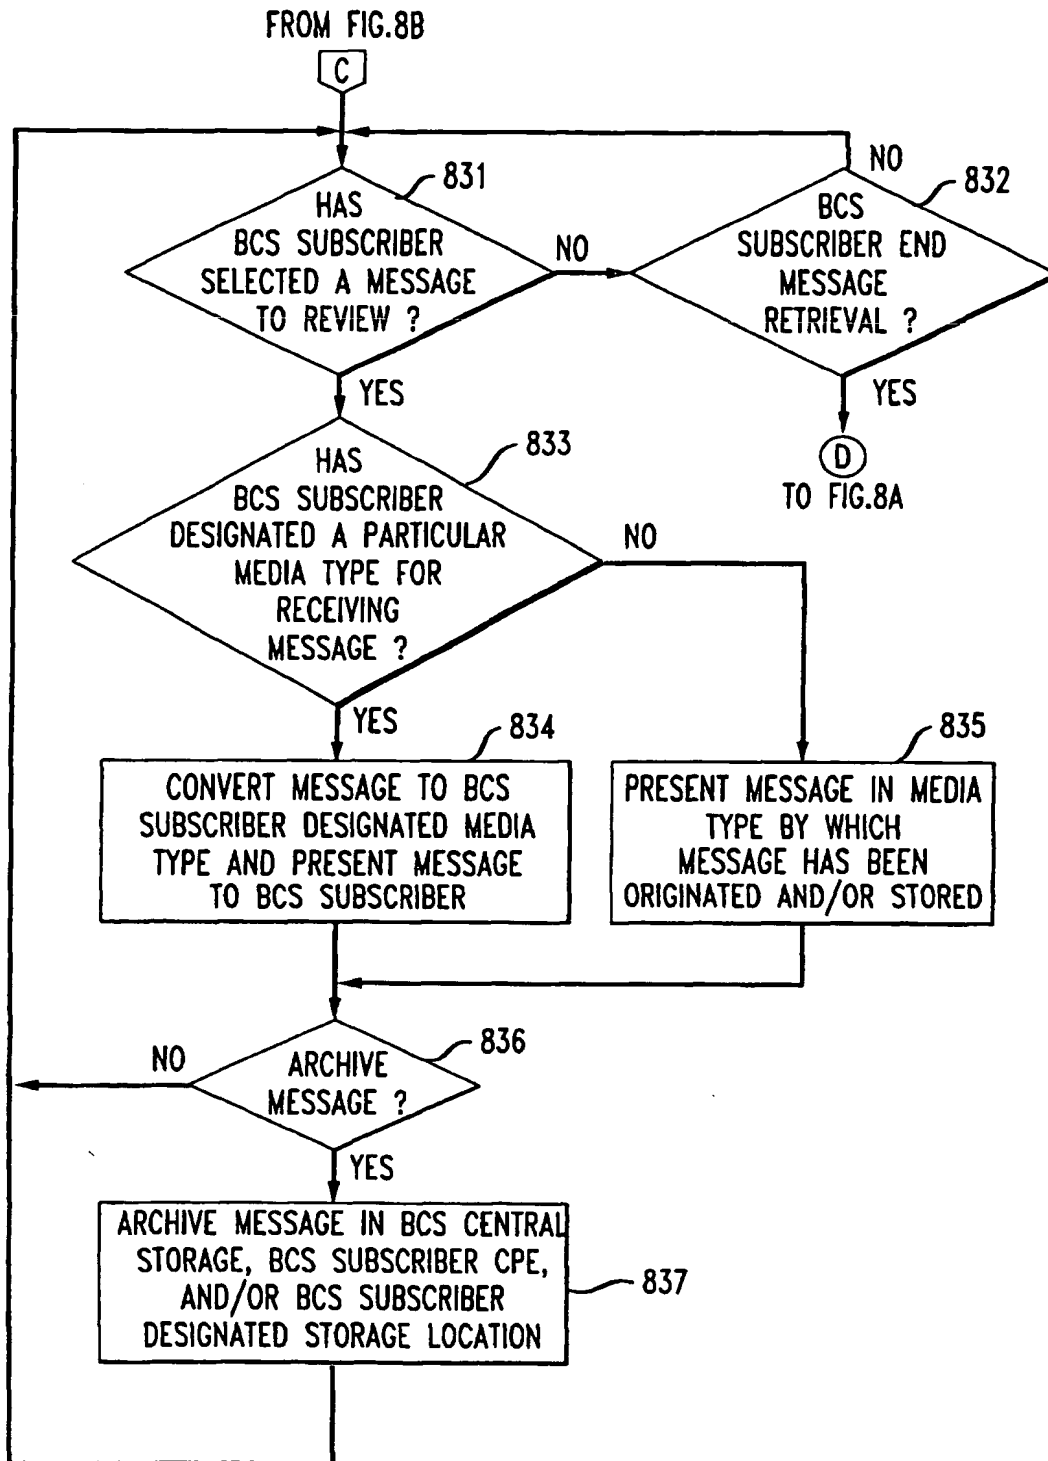 FROM FIG.8B
C
831
HAS
BCS SUBSCRIBER
SELECTED A MESSAGE
TO REVIEW ?
NO
YES
832
BCS
SUBSCRIBER END
MESSAGE
RETRIEVAL ?
NO
YES
D
TO FIG.8A
833
HAS
BCS SUBSCRIBER
DESIGNATED A PARTICULAR
MEDIA TYPE FOR
RECEIVING
MESSAGE ?
NO
YES
834
CONVERT MESSAGE TO BCS
SUBSCRIBER DESIGNATED MEDIA
TYPE AND PRESENT MESSAGE
TO BCS SUBSCRIBER
835
PRESENT MESSAGE IN MEDIA
TYPE BY WHICH
MESSAGE HAS BEEN
ORIGINATED AND/OR STORED
836
ARCHIVE
MESSAGE ?
NO
YES
ARCHIVE MESSAGE IN BCS CENTRAL
STORAGE, BCS SUBSCRIBER CPE,
AND/OR BCS SUBSCRIBER
DESIGNATED STORAGE LOCATION
837